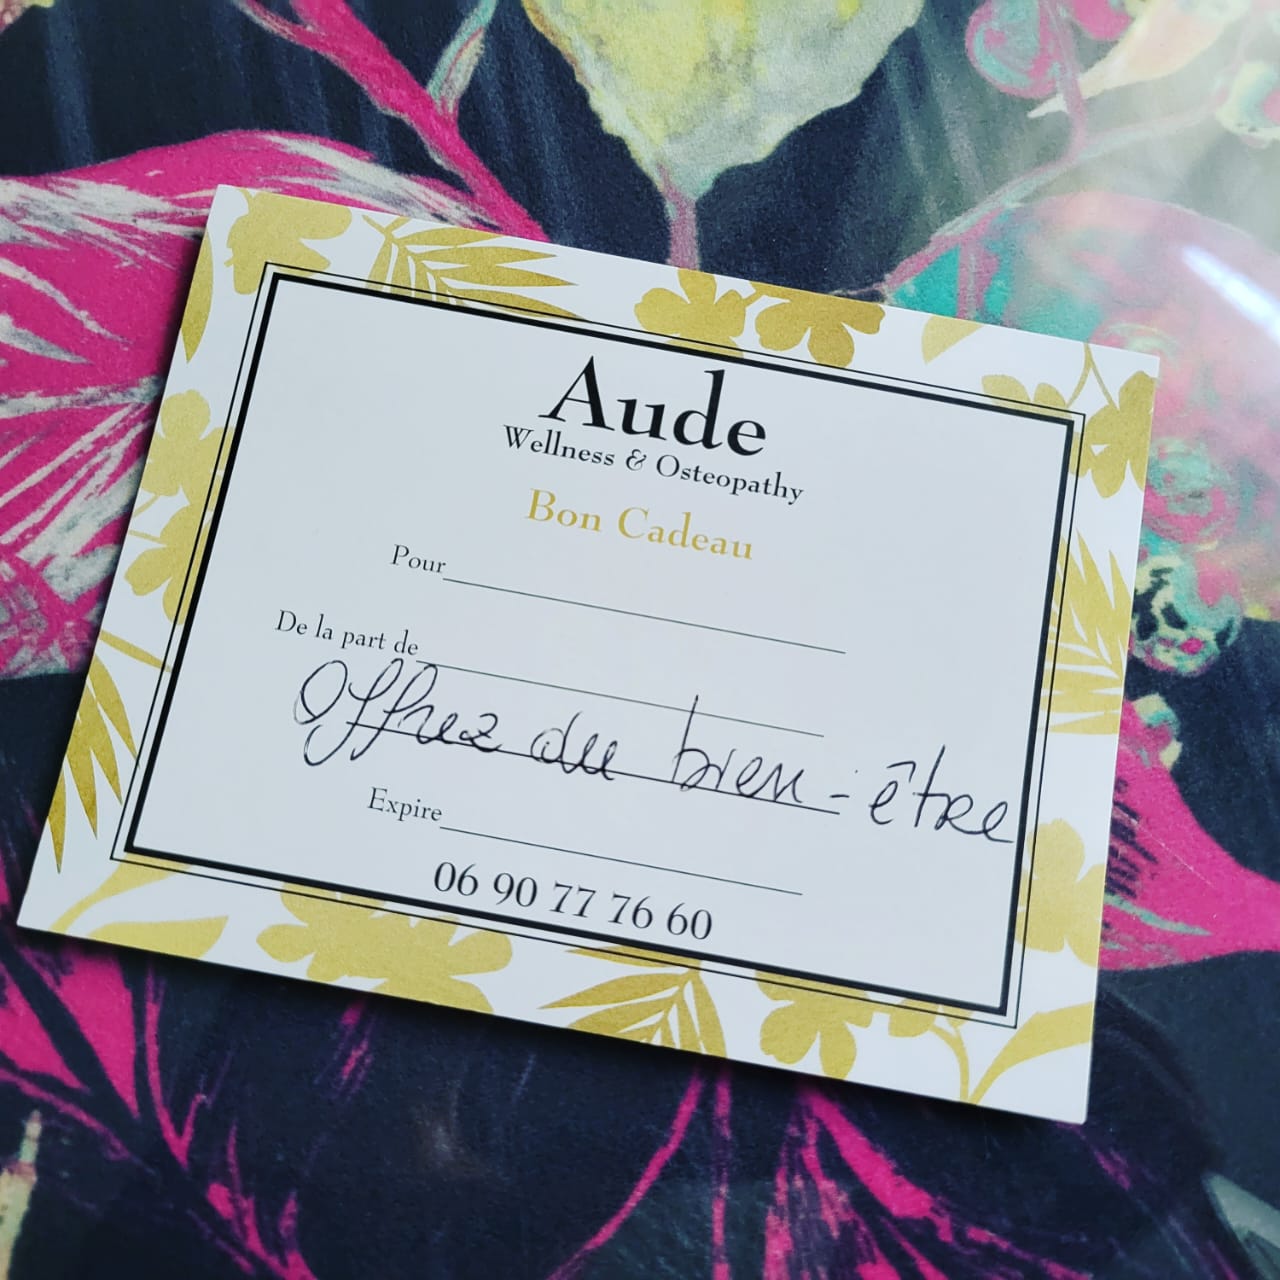 Aude
Wellness & Osteopathy
Bon Cadeau
Pour
De la part de
Offrez du bien-être
Expire
06 90 77 76 60